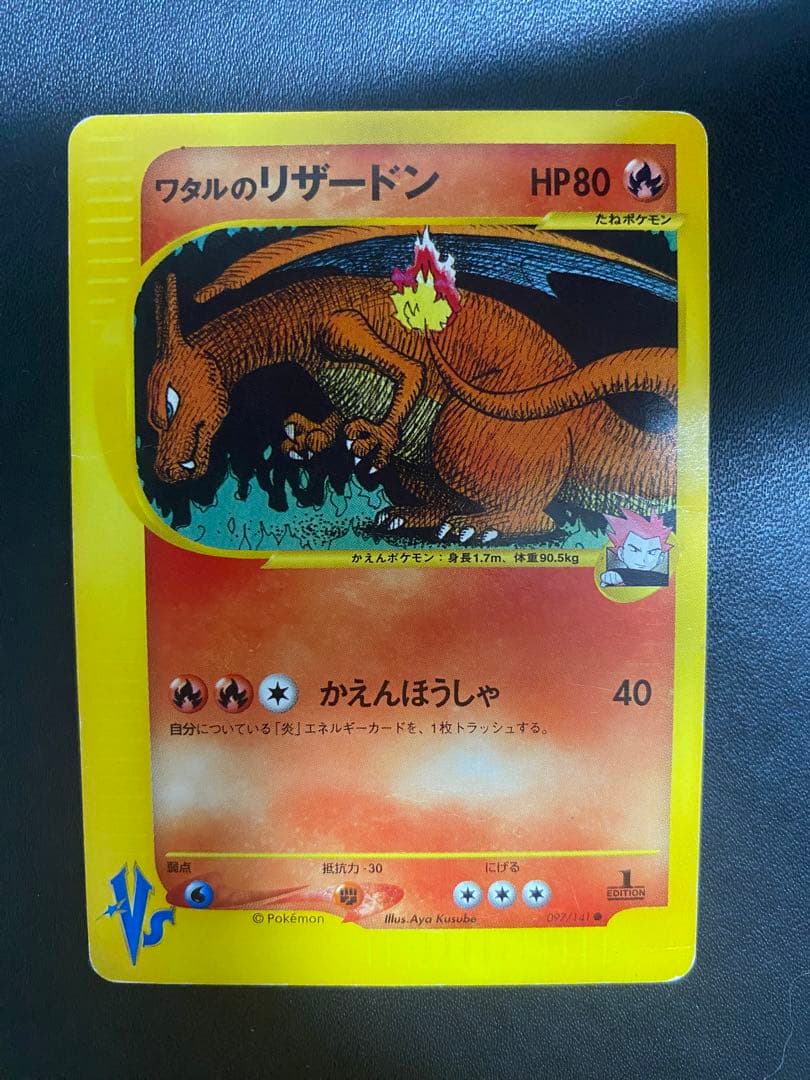 ワタルのリザードン HP80
たねポケモン
かえんポケモン：身長1.7m、体重90.5kg
かえんほうしゃ 40
自分についている「炎」エネルギーカードを、1枚トラッシュする。
弱点 抵抗力-30 にげる
1
EDITION
VS
© Pokémon Illus.Aya Kusube 097/141 ●